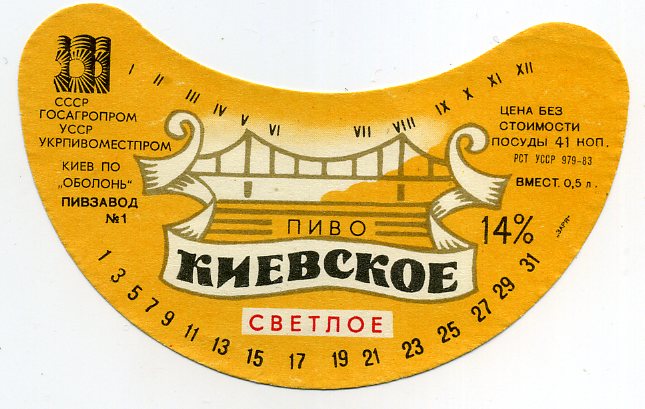 I II III IV V VI VII VIII IX X XI XII
СССР
ГОСАГРОПРОМ
УССР
УКРПИВОМЕСТПРОМ
КИЕВ ПО
„ОБОЛОНЬ“
ПИВЗАВОД
№1
ЦЕНА БЕЗ
СТОИМОСТИ
ПОСУДЫ 41 КОП.
РСТ УССР 979-83
ВМЕСТ. 0,5 л.
ПИВО
14%
„ЗАРЯ“
КИЕВСКОЕ
СВЕТЛОЕ
1 3 5 7 9 11 13 15 17 19 21 23 25 27 29 31